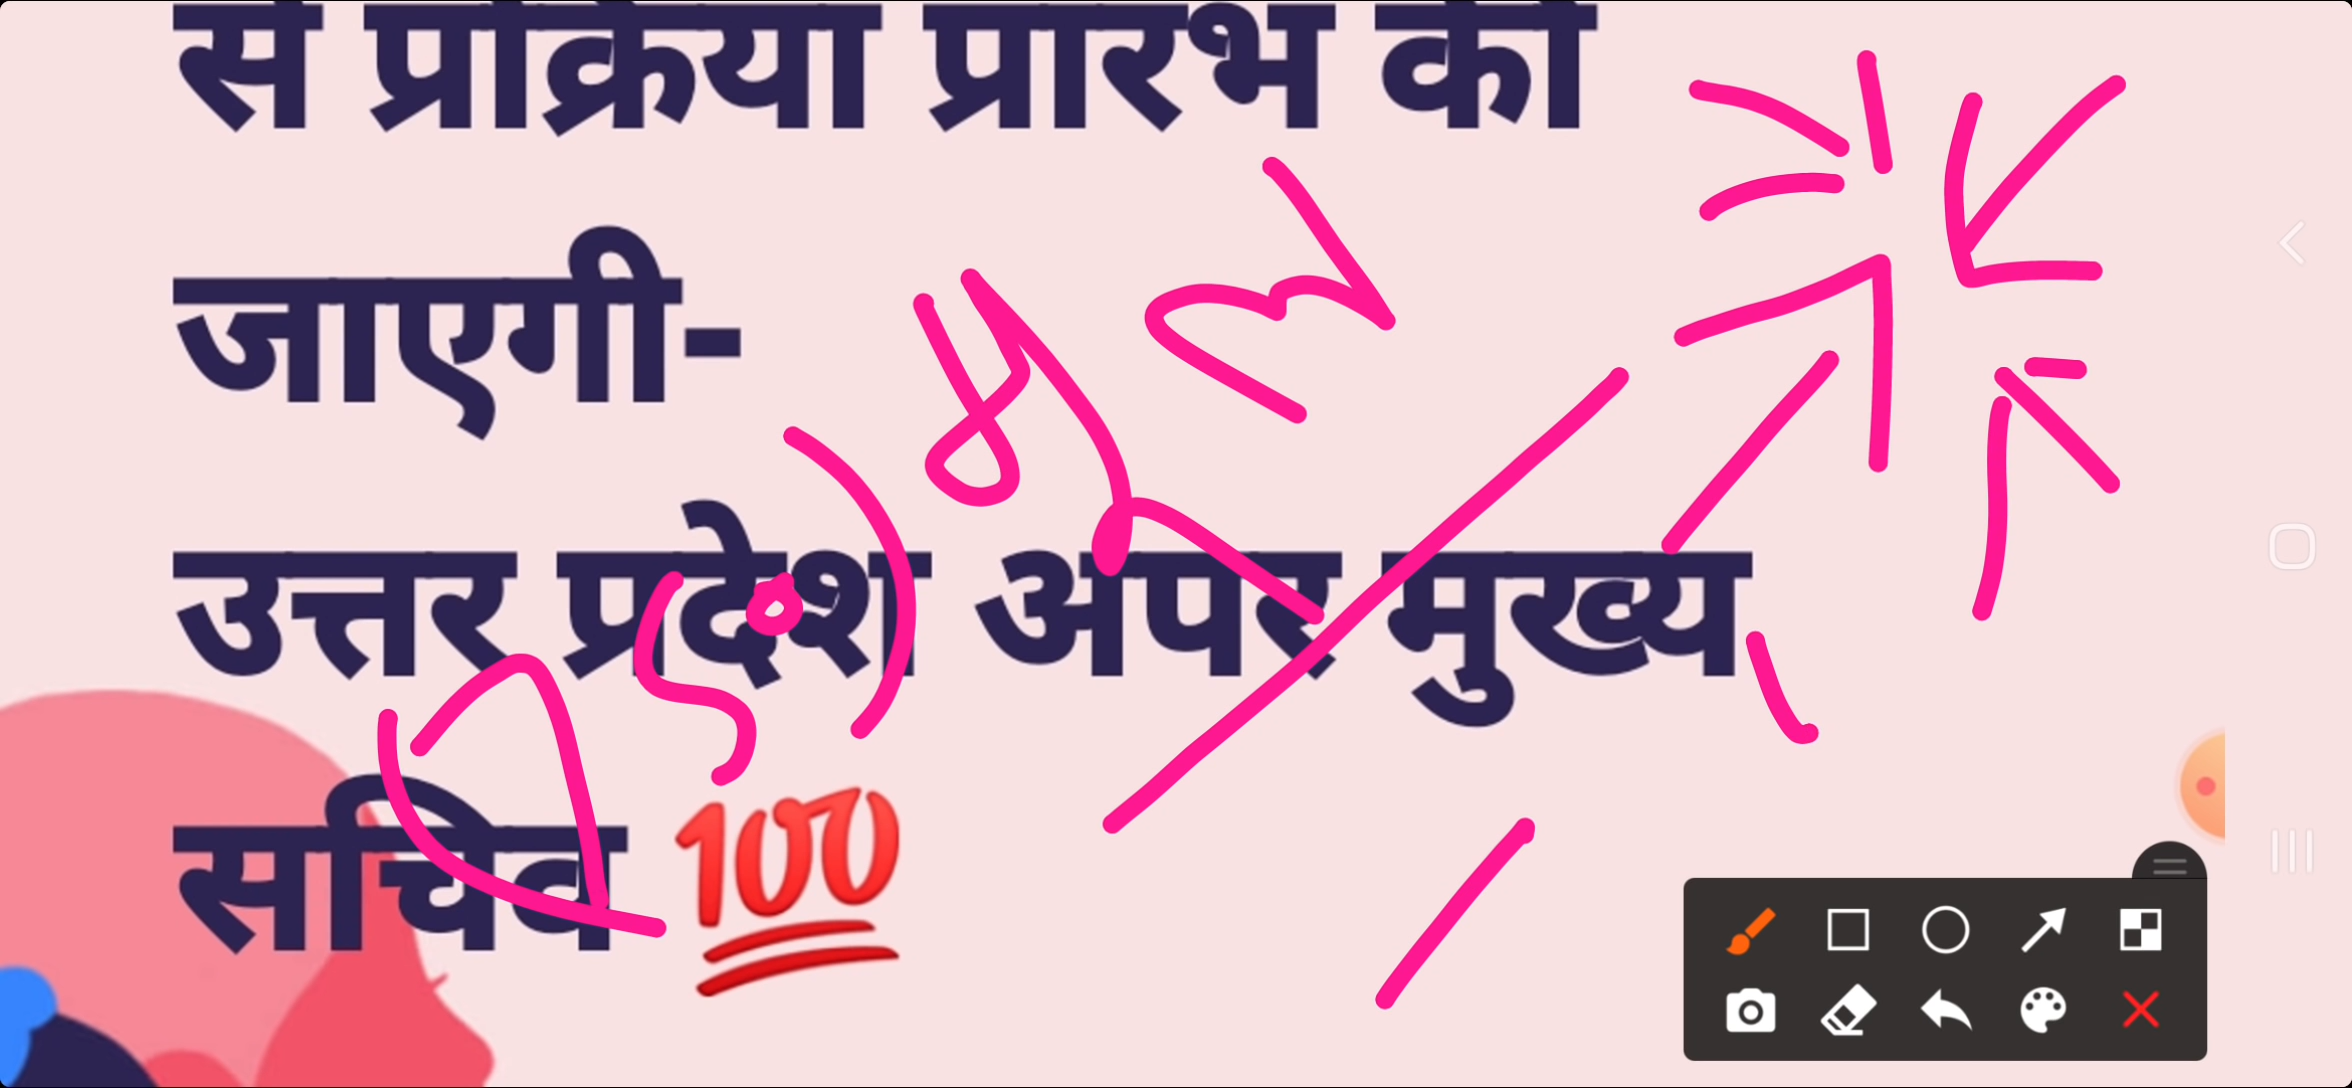 से प्रक्रिया प्रारंभ की
जाएगी-
उत्तर प्रदेश अपर मुख्य
सचिव 💯